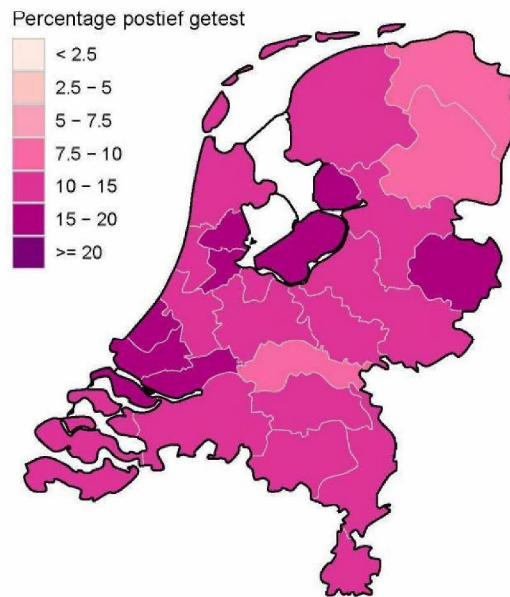 Percentage postief getest
< 2.5
2.5 – 5
5 – 7.5
7.5 – 10
10 – 15
15 – 20
>= 20